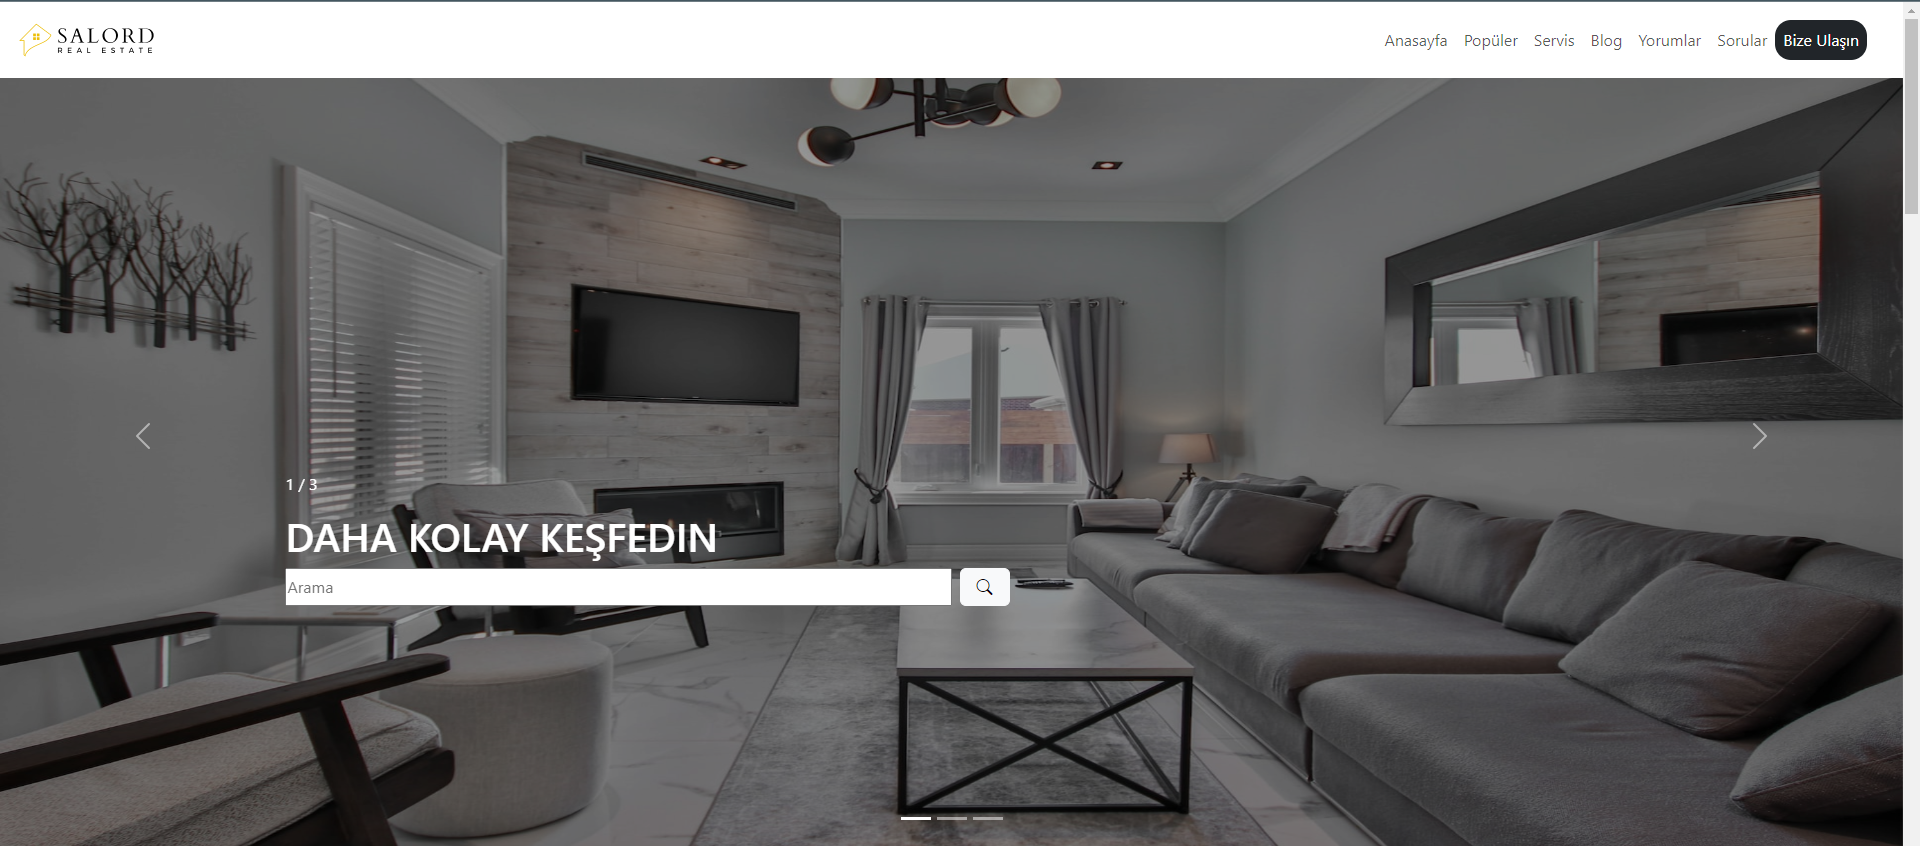 SALORD
REAL ESTATE
Anasayfa Popüler Servis Blog Yorumlar Sorular Bize Ulaşın
1 / 3
DAHA KOLAY KEŞFEDIN
Arama